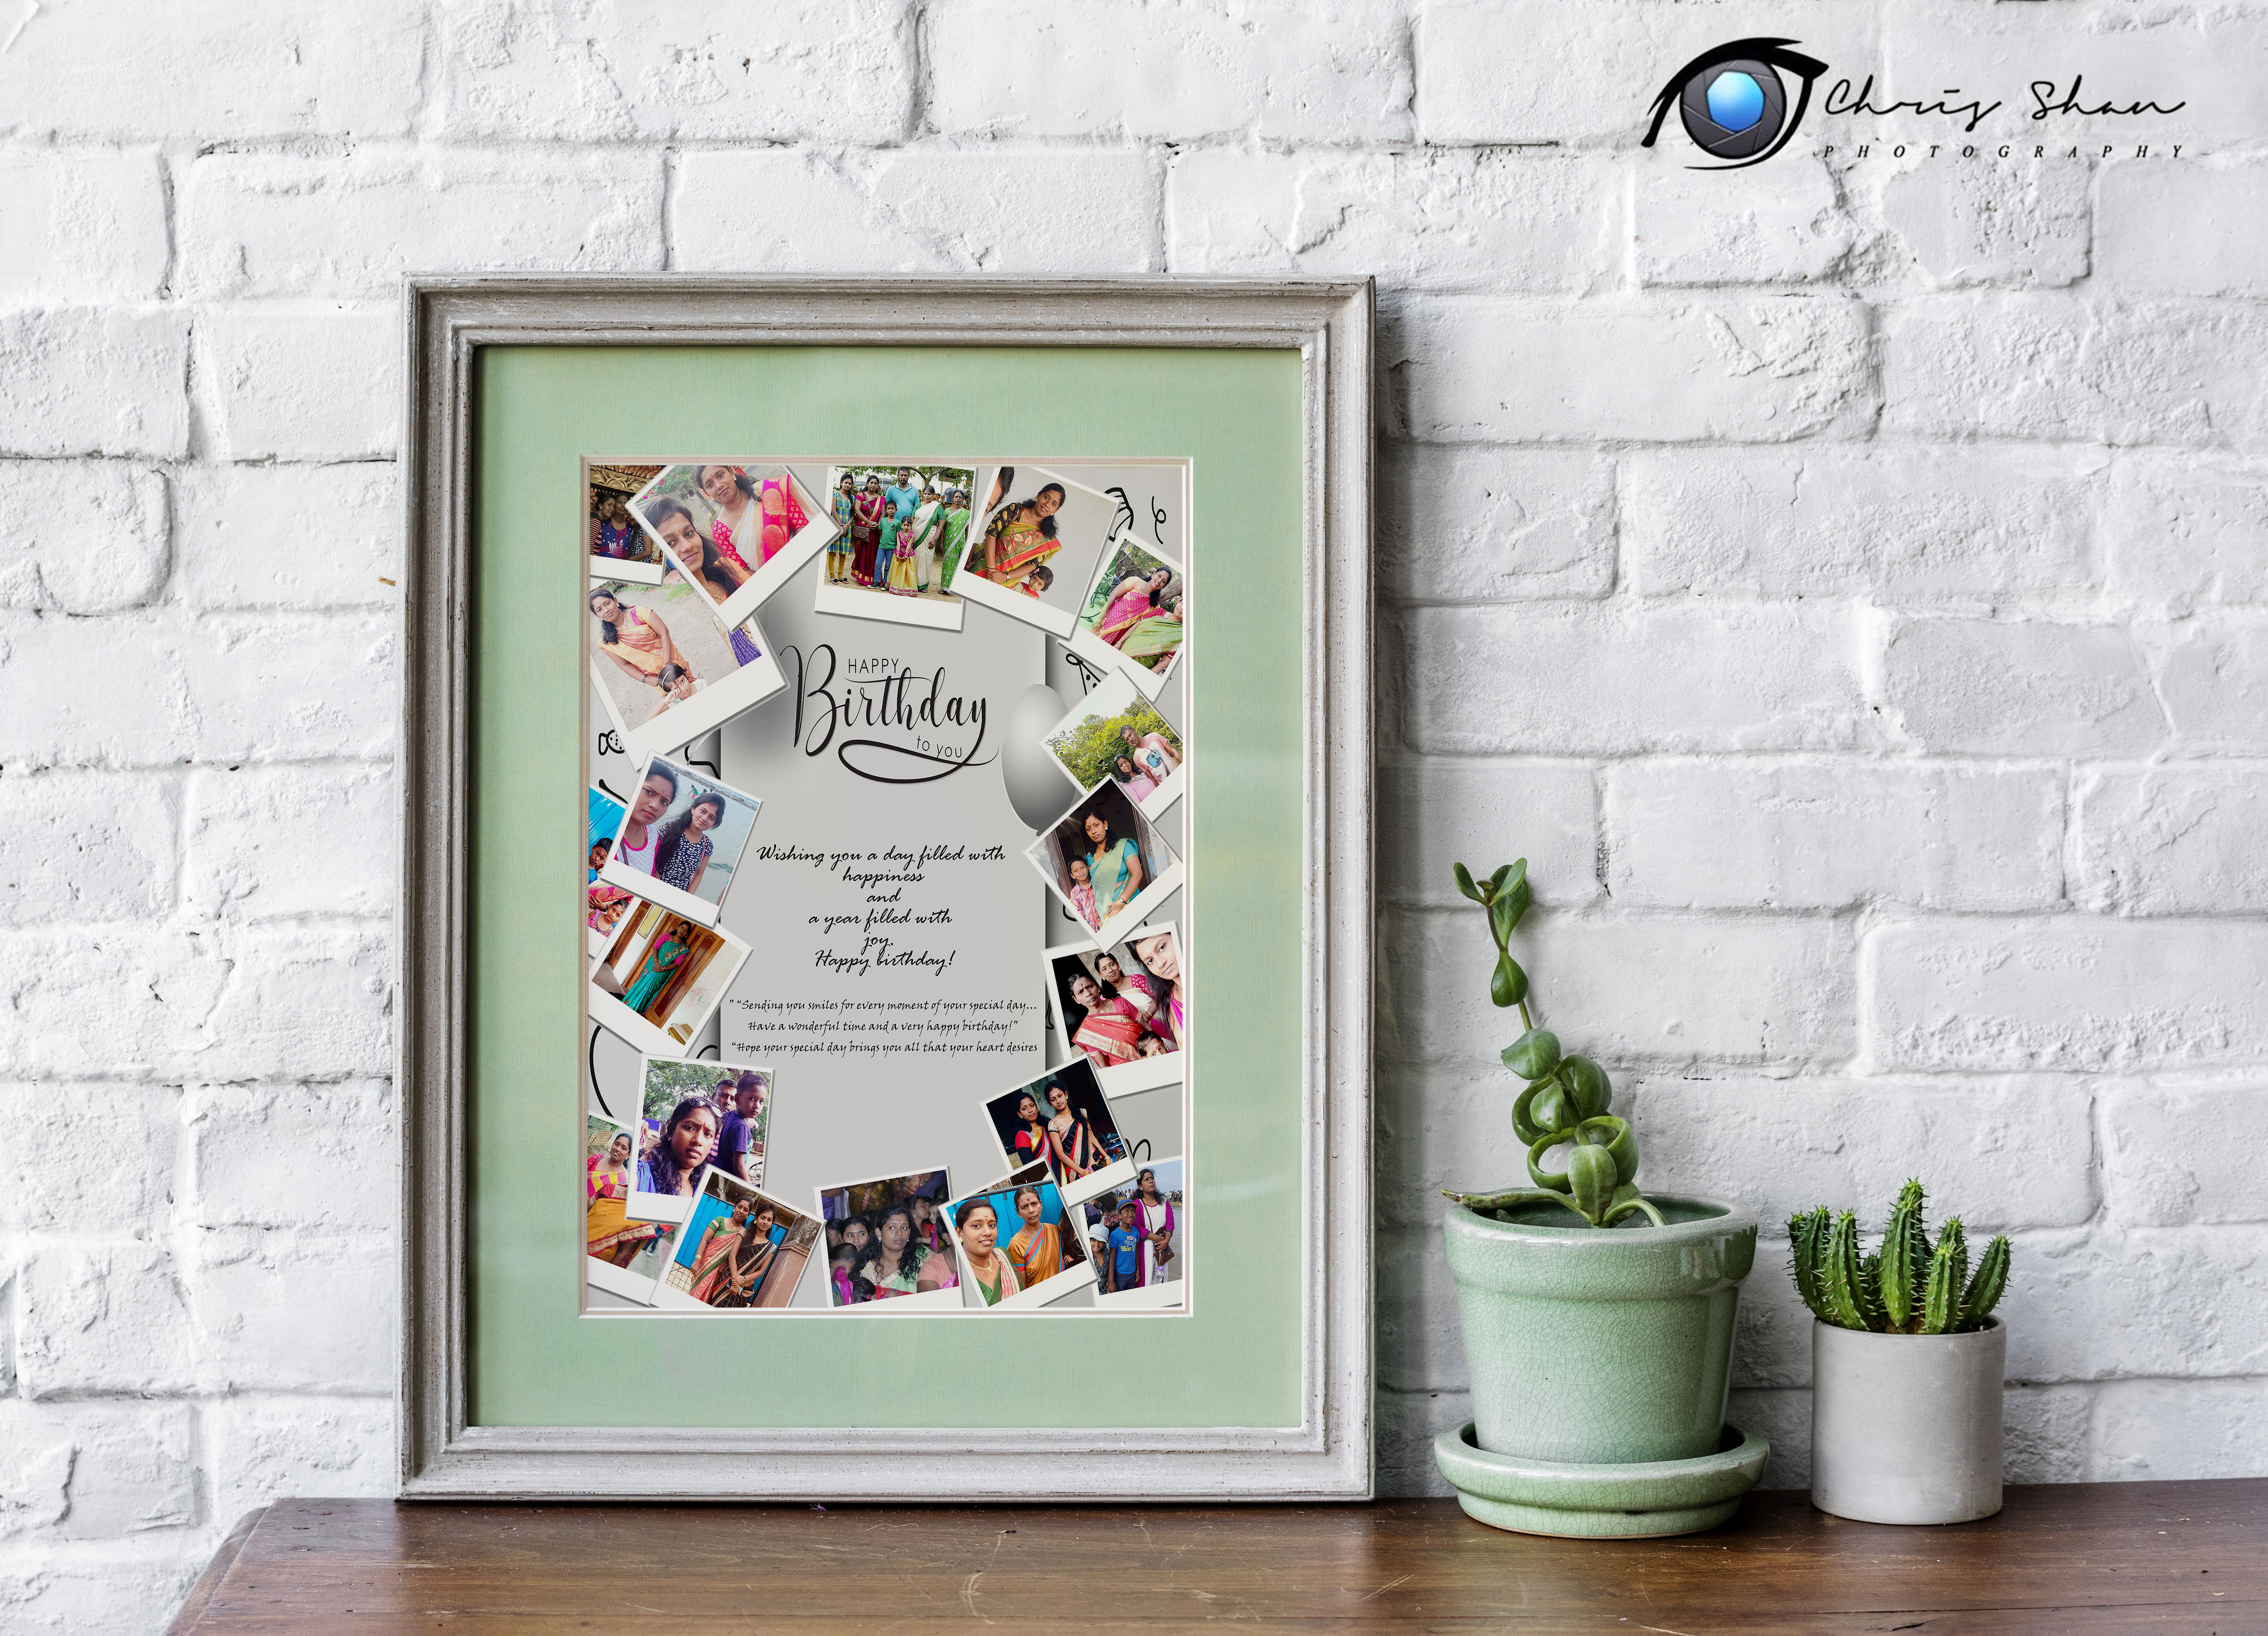 Chris Shan
PHOTOGRAPHY
HAPPY
Birthday
to you
Wishing you a day filled with
happiness
and
a year filled with
joy.
Happy birthday!
" “Sending you smiles for every moment of your special day...
Have a wonderful time and a very happy birthday!”
“Hope your special day brings you all that your heart desires